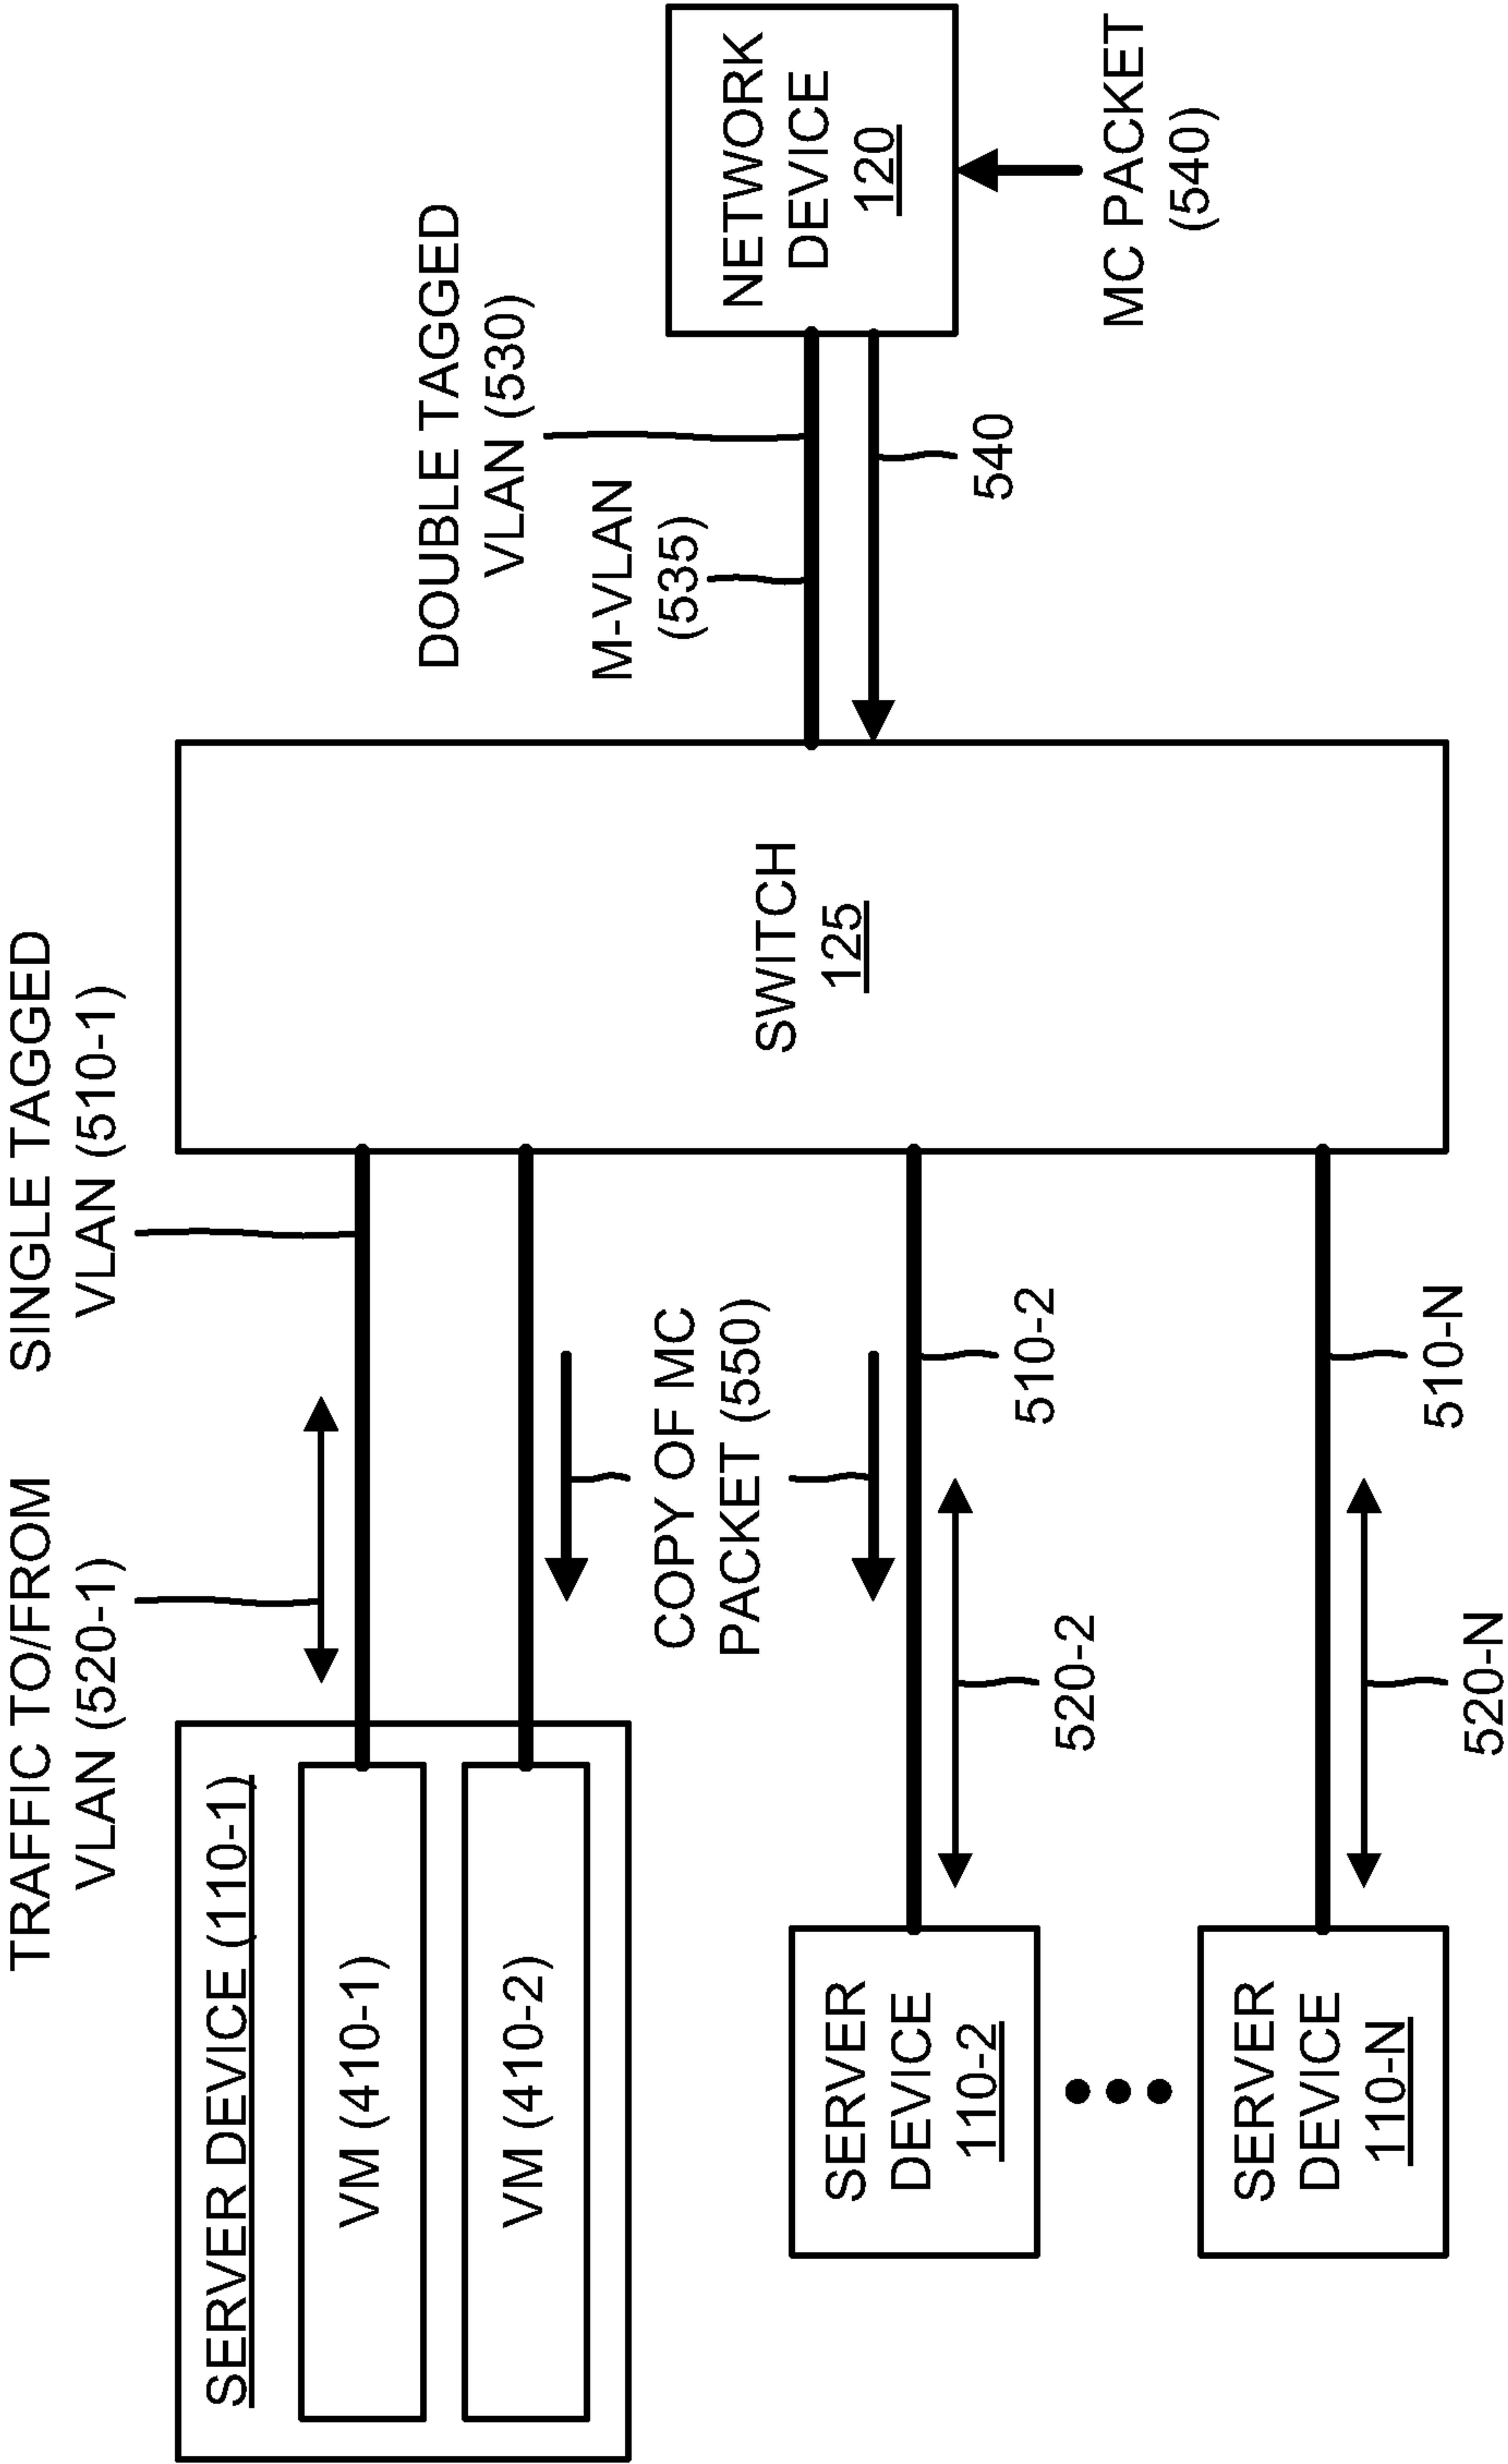 TRAFFIC TO/FROM
VLAN (520-1)
SINGLE TAGGED
VLAN (510-1)
SERVER DEVICE (110-1)
VM (410-1)
VM (410-2)
COPY OF MC
PACKET (550)
DOUBLE TAGGED
VLAN (530)
M-VLAN
(535)
SWITCH
125
NETWORK
DEVICE
120
540
MC PACKET
(540)
SERVER
DEVICE
110-2
520-2
510-2
SERVER
DEVICE
110-N
520-N
510-N